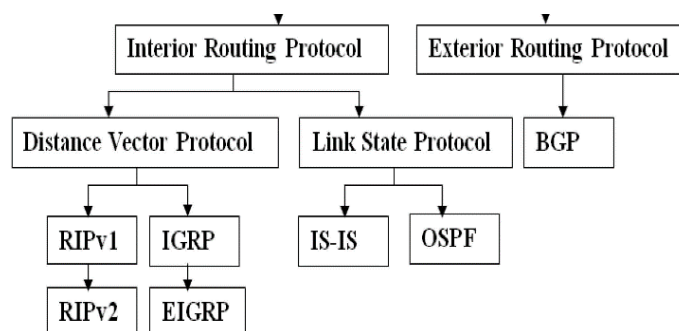 Interior Routing Protocol
Exterior Routing Protocol
Distance Vector Protocol
Link State Protocol
BGP
RIPv1
IGRP
IS-IS
OSPF
RIPv2
EIGRP